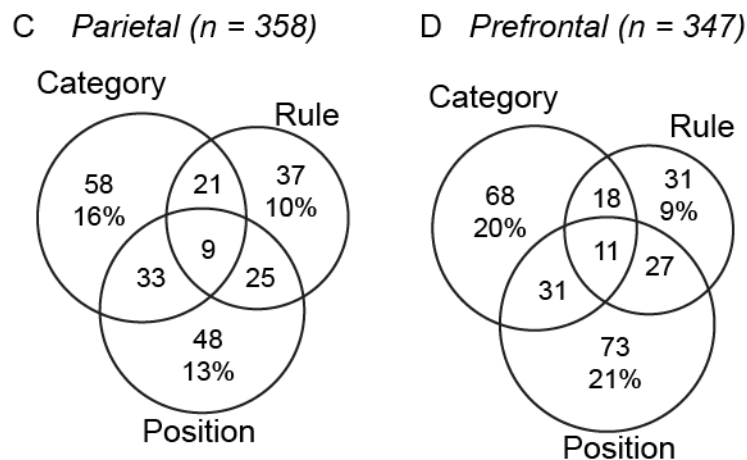 C Parietal (n = 358)
Category
Rule
58
16%
21
37
10%
9
33
25
48
13%
Position
D Prefrontal (n = 347)
Category
Rule
68
20%
18
31
9%
11
31
27
73
21%
Position